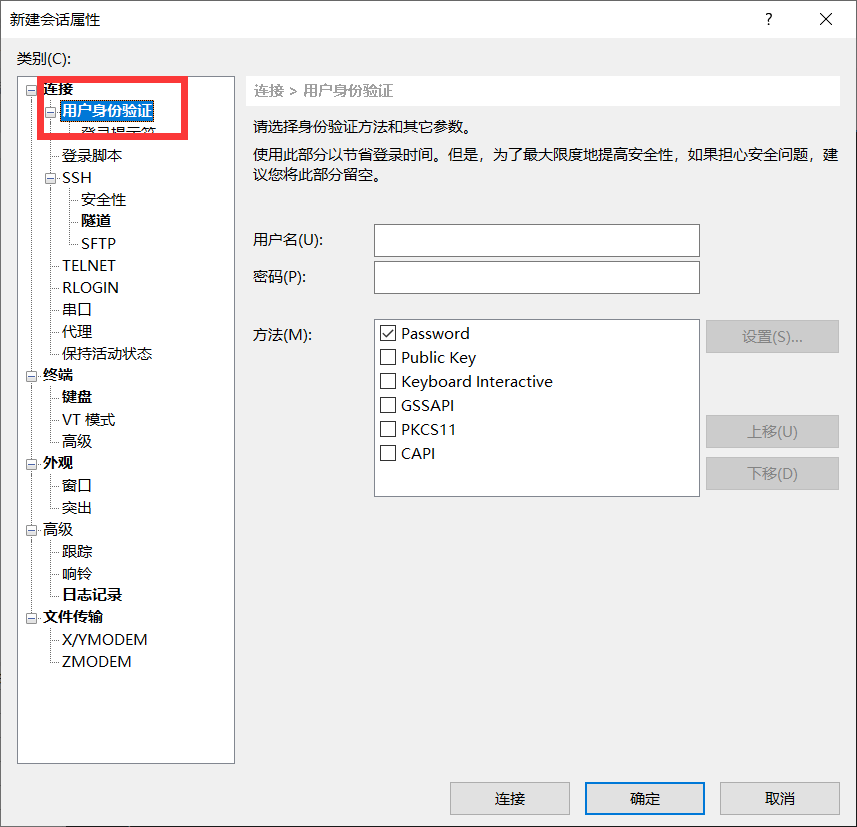 新建会话属性
?
类别(C):
连接
用户身份验证
登录提示符
登录脚本
SSH
安全性
隧道
SFTP
TELNET
RLOGIN
串口
代理
保持活动状态
终端
键盘
VT 模式
高级
外观
窗口
突出
高级
跟踪
响铃
日志记录
文件传输
X/YMODEM
ZMODEM
连接 > 用户身份验证
请选择身份验证方法和其它参数。
使用此部分以节省登录时间。但是，为了最大限度地提高安全性，如果担心安全问题，建
议您将此部分留空。
用户名(U):
密码(P):
方法(M):
Password
Public Key
Keyboard Interactive
GSSAPI
PKCS11
CAPI
设置(S)...
上移(U)
下移(D)
连接
确定
取消